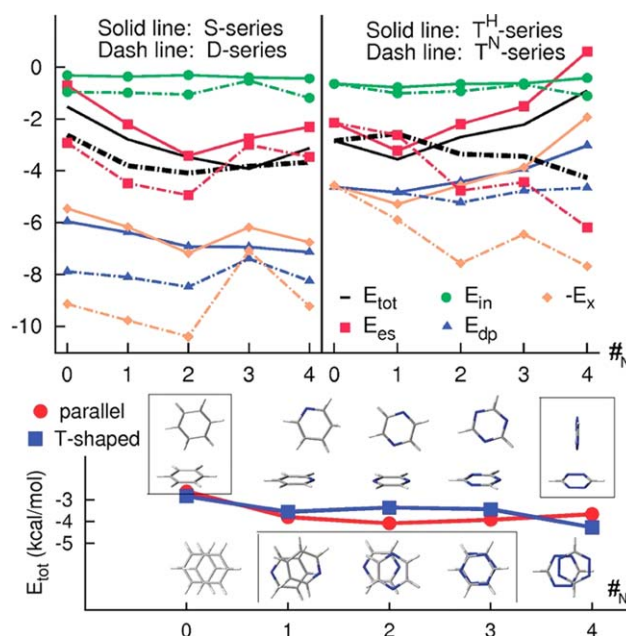 Solid line: S-series
Dash line: D-series
Solid line: T^H-series
Dash line: T^N-series
0
-2
-4
-6
-8
-10
E_tot
E_in
-E_x
E_es
E_dp
0 1 2 3 4
0 1 2 3 4 #_N
parallel
T-shaped
E_tot (kcal/mol)
-3
-4
-5
0 1 2 3 4 #_N